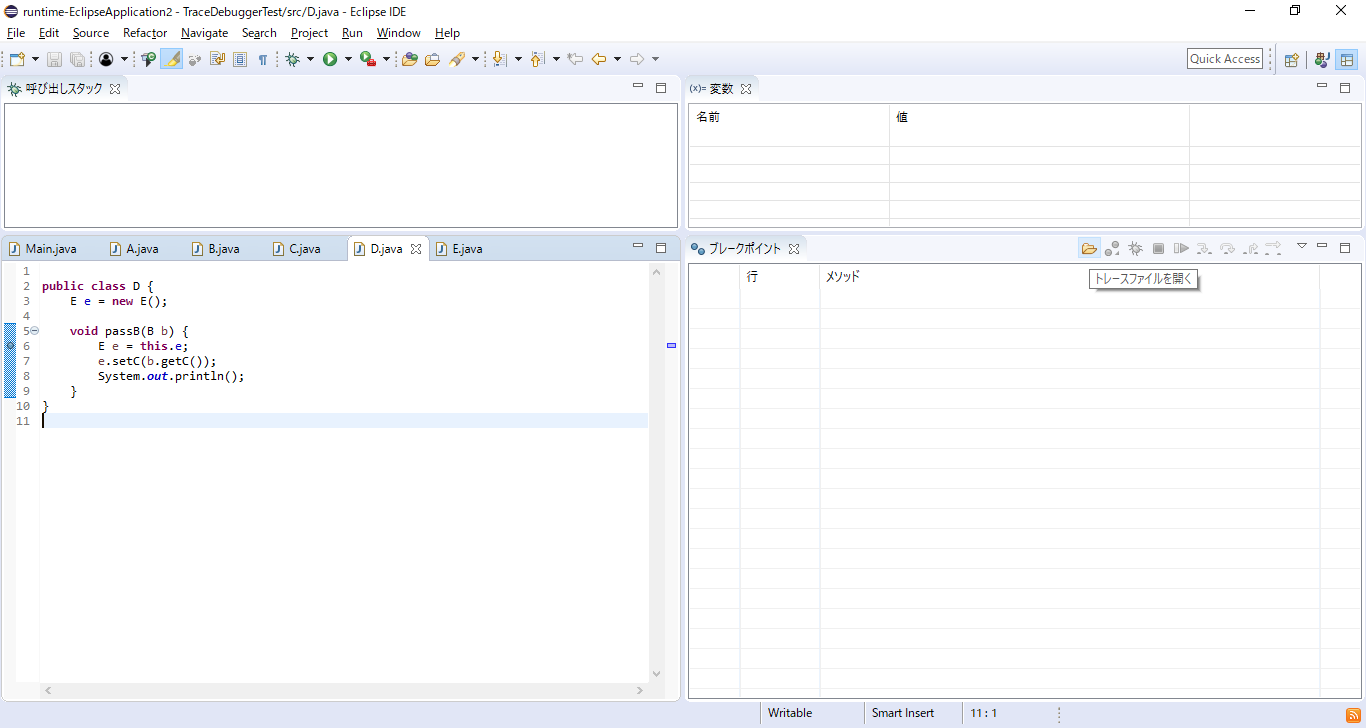 runtime-EclipseApplication2 - TraceDebuggerTest/src/D.java - Eclipse IDE
File Edit Source Refactor Navigate Search Project Run Window Help
Quick Access
呼び出しスタック
(x)= 変数
名前 値
Main.java A.java B.java C.java D.java E.java
ブレークポイント
行 メソッド
トレースファイルを開く
1
2 public class D {
3 E e = new E();
4
5 void passB(B b) {
6 E e = this.e;
7 e.setC(b.getC());
8 System.out.println();
9 }
10 }
11
Writable Smart Insert 11 : 1